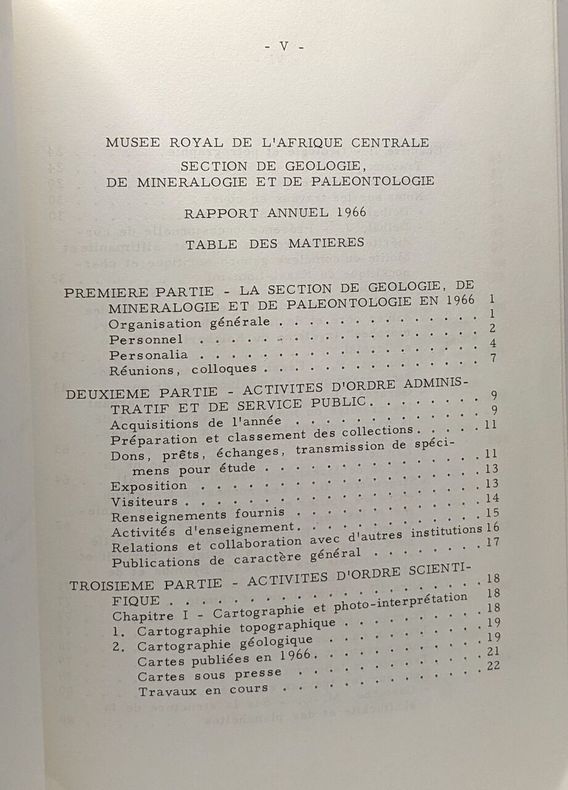 - V -
MUSEE ROYAL DE L'AFRIQUE CENTRALE
SECTION DE GEOLOGIE,
DE MINERALOGIE ET DE PALEONTOLOGIE
RAPPORT ANNUEL 1966
TABLE DES MATIERES
PREMIERE PARTIE - LA SECTION DE GEOLOGIE, DE
MINERALOGIE ET DE PALEONTOLOGIE EN 1966 1
Organisation générale . . . . . . . . . . . . . 1
Personnel . . . . . . . . . . . . . . . . . 2
Personalia . . . . . . . . . . . . . . . . 4
Réunions, colloques . . . . . . . . . . . . . 7
DEUXIEME PARTIE - ACTIVITES D'ORDRE ADMINIS-
TRATIF ET DE SERVICE PUBLIC. . . . . . . . 9
Acquisitions de l'année . . . . . . . . . . . . 9
Préparation et classement des collections . . . . . 11
Dons, prêts, échanges, transmission de spéci-
mens pour étude . . . . . . . . . . . . . 11
Exposition . . . . . . . . . . . . . . . . 13
Visiteurs . . . . . . . . . . . . . . . . . 13
Renseignements fournis . . . . . . . . . . . . 14
Activités d'enseignement. . . . . . . . . . . . 15
Relations et collaboration avec d'autres institutions 16
Publications de caractère général . . . . . . . 17
TROISIEME PARTIE - ACTIVITES D'ORDRE SCIENTI-
FIQUE . . . . . . . . . . . . . . . . . . 18
Chapitre I - Cartographie et photo-interprétation 18
1. Cartographie topographique . . . . . . . . . 18
2. Cartographie géologique . . . . . . . . . . 19
Cartes publiées en 1966. . . . . . . . . . . 19
Cartes sous presse . . . . . . . . . . . . 21
Travaux en cours . . . . . . . . . . . . . 22